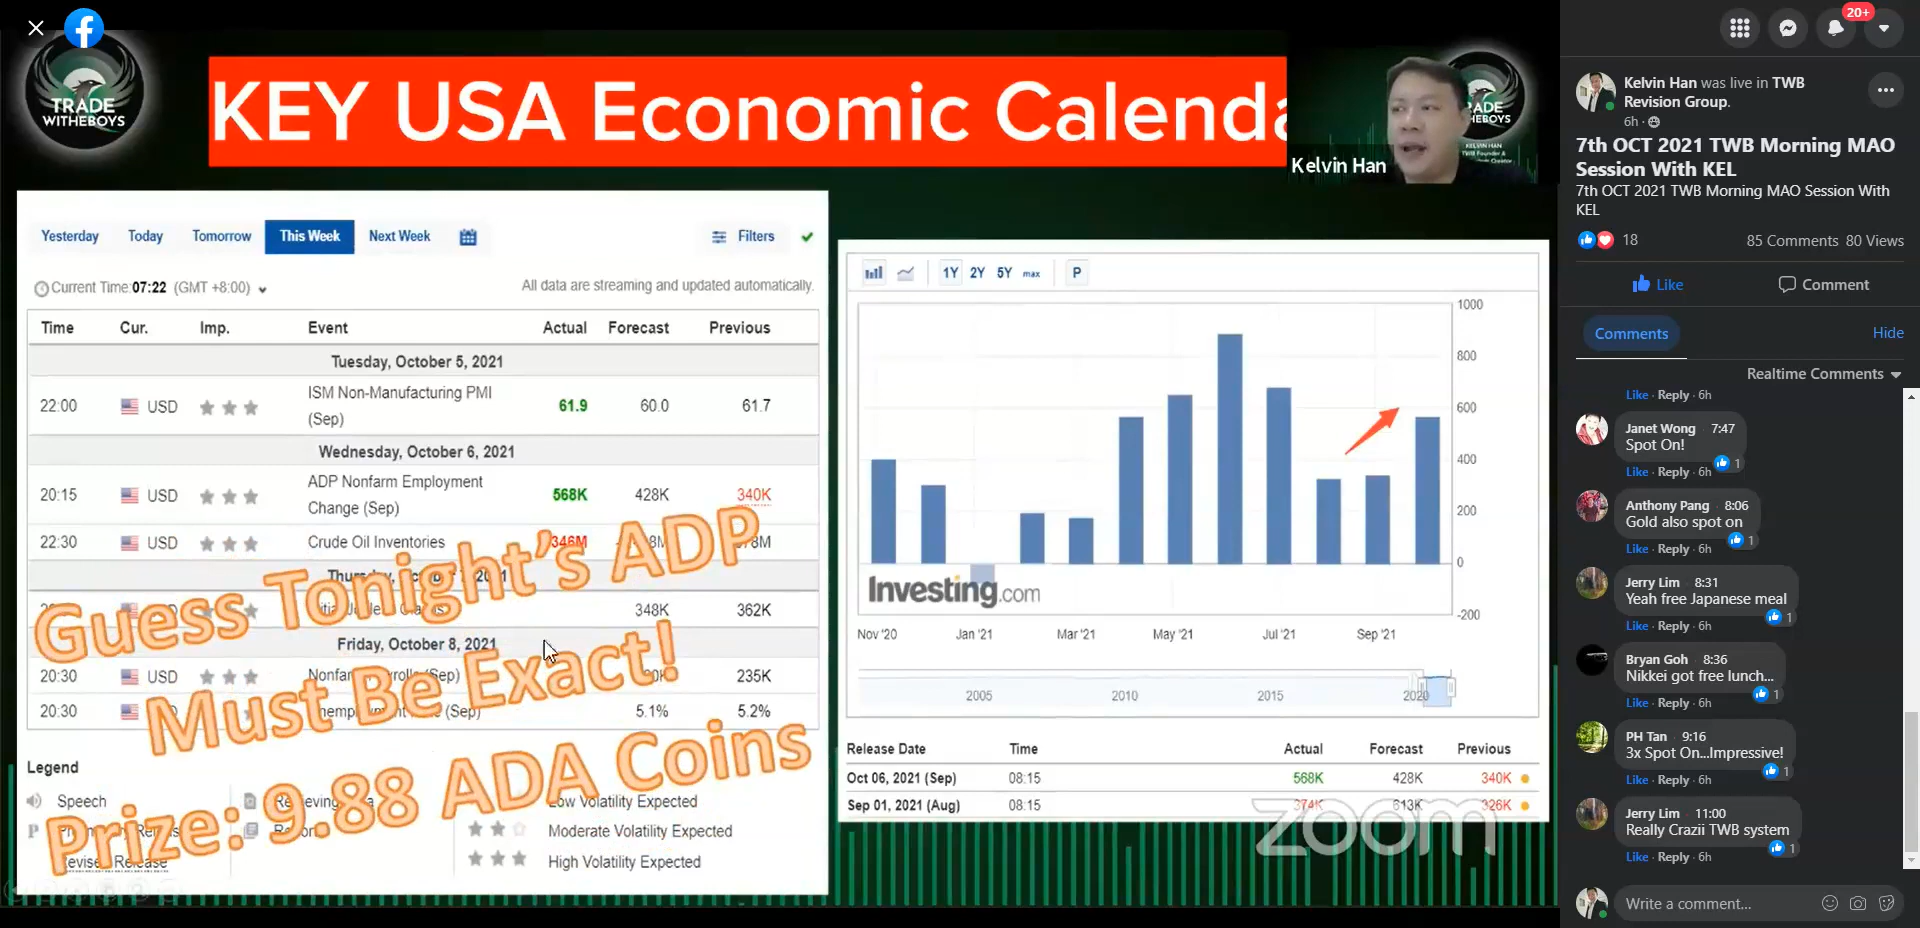 TRADE
WITHEBOYS
KEY USA Economic Calenda
Kelvin Han
Yesterday
Today
Tomorrow
This Week
Next Week
Filters
Current Time: 07:22 (GMT +8:00)
All data are streaming and updated automatically.
Time Cur. Imp. Event Actual Forecast Previous
Tuesday, October 5, 2021
22:00 USD ISM Non-Manufacturing PMI (Sep) 61.9 60.0 61.7
Wednesday, October 6, 2021
20:15 USD ADP Nonfarm Employment Change (Sep) 568K 428K 340K
22:30 USD Crude Oil Inventories
348K 362K
Friday, October 8, 2021
20:30 USD 235K
20:30 (Sep) 5.1% 5.2%
Guess Tonight's ADP
Must Be Exact!
Prize: 9.88 ADA Coins
Legend
Speech
Revised Release
Low Volatility Expected
Moderate Volatility Expected
High Volatility Expected
1Y 2Y 5Y max P
1000
800
600
400
200
0
-200
Investing.com
Nov '20 Jan '21 Mar '21 May '21 Jul '21 Sep '21
2005 2010 2015 2020
Release Date Time Actual Forecast Previous
Oct 06, 2021 (Sep) 08:15 568K 428K 340K
Sep 01, 2021 (Aug) 08:15 374K 613K 326K
zoom
20+
Kelvin Han was live in TWB
Revision Group.
6h
7th OCT 2021 TWB Morning MAO
Session With KEL
7th OCT 2021 TWB Morning MAO Session With
KEL
18
85 Comments 80 Views
Like
Comment
Comments
Hide
Realtime Comments
Like · Reply · 6h
Janet Wong · 7:47
Spot On!
1
Like · Reply · 6h
Anthony Pang · 8:06
Gold also spot on
1
Like · Reply · 6h
Jerry Lim · 8:31
Yeah free Japanese meal
1
Like · Reply · 6h
Bryan Goh · 8:36
Nikkei got free lunch...
1
Like · Reply · 6h
PH Tan · 9:16
3x Spot On...Impressive!
1
Like · Reply · 6h
Jerry Lim · 11:00
Really Crazii TWB system
1
Like · Reply · 6h
Write a comment...